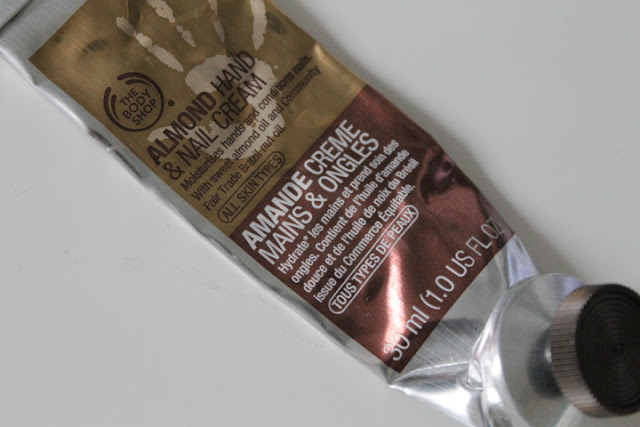 THE
BODY
SHOP®
ALMOND HAND
& NAIL CREAM
Moisturises hands and conditions nails.
With sweet almond oil and Community
Fair Trade Brazil nut oil.
ALL SKIN TYPES
AMANDE CREME
MAINS & ONGLES
Hydrate* les mains et prend soin des
ongles. Contient de l'huile d'amande
douce et de l'huile de noix du Brésil
issue du Commerce Equitable.
TOUS TYPES DE PEAUX
30 ml (1.0 US FL OZ